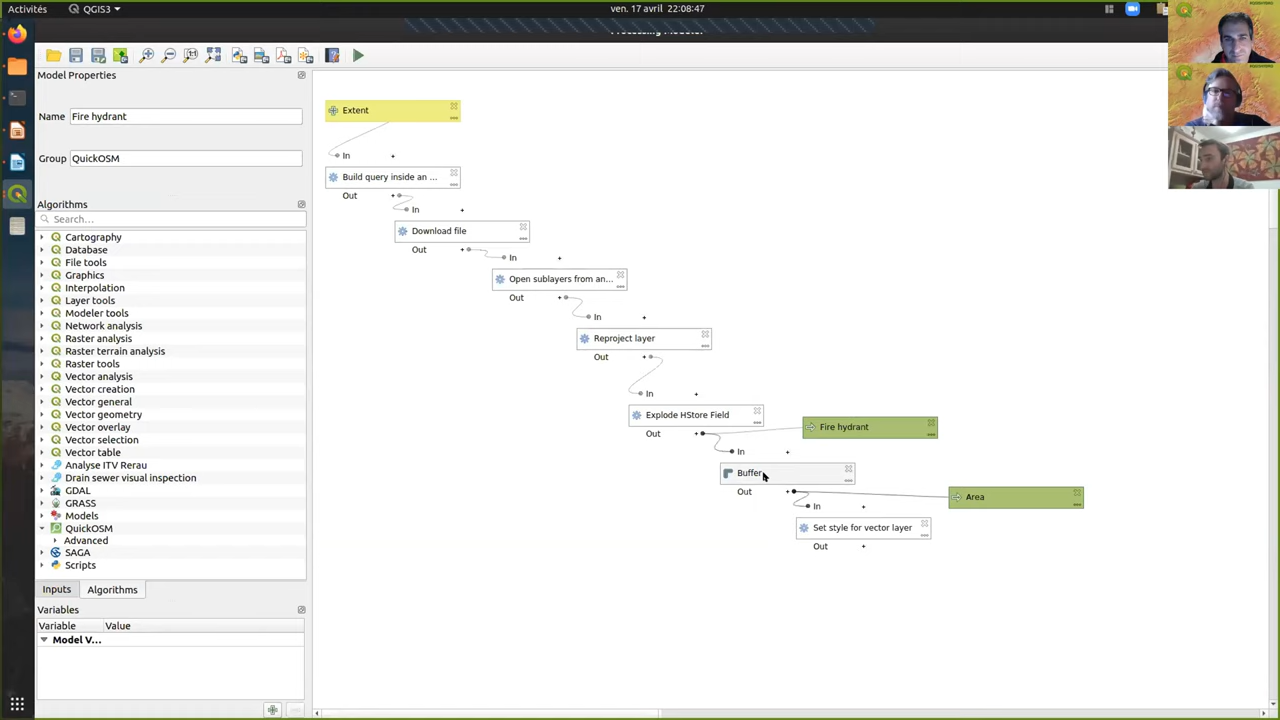 Activités
QGIS3
ven. 17 avril 22:08:47
Processing Modeler
Model Properties
Name
Fire hydrant
Group
QuickOSM
Algorithms
Search…
Cartography
Database
File tools
Graphics
Interpolation
Layer tools
Modeler tools
Network analysis
Raster analysis
Raster terrain analysis
Raster tools
Vector analysis
Vector creation
Vector general
Vector geometry
Vector overlay
Vector selection
Vector table
Analyse ITV Rerau
Drain sewer visual inspection
GDAL
GRASS
Models
QuickOSM
Advanced
SAGA
Scripts
Inputs
Algorithms
Variables
Variable Value
Model V...
Extent
In
Build query inside an ...
Out
In
Download file
Out
In
Open sublayers from an...
Out
In
Reproject layer
Out
In
Explode HStore Field
Out
Fire hydrant
In
Buffer
Out
Area
In
Set style for vector layer
Out